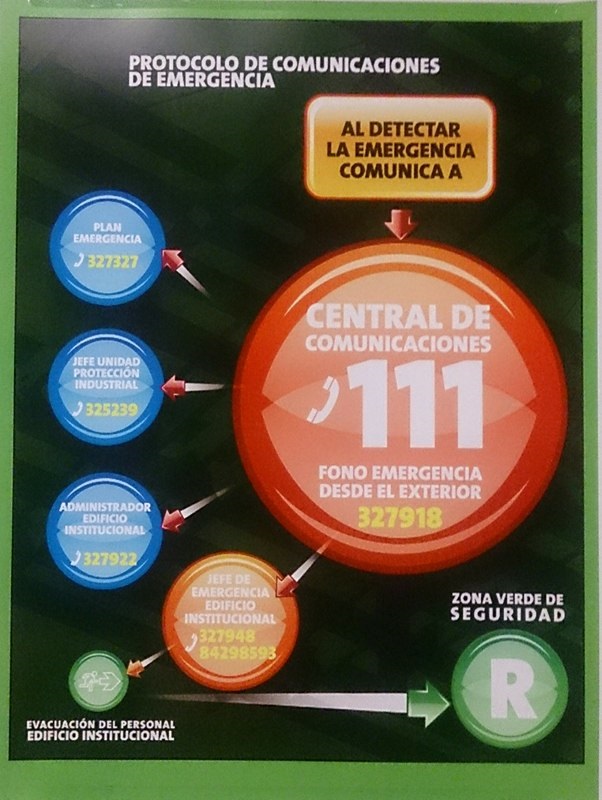 PROTOCOLO DE COMUNICACIONES
DE EMERGENCIA
AL DETECTAR
LA EMERGENCIA
COMUNICA A
PLAN
EMERGENCIA
327327
CENTRAL DE
COMUNICACIONES
111
FONO EMERGENCIA
DESDE EL EXTERIOR
327918
JEFE UNIDAD
PROTECCIÓN
INDUSTRIAL
325239
ADMINISTRADOR
EDIFICIO
INSTITUCIONAL
327922
JEFE DE
EMERGENCIA
EDIFICIO
INSTITUCIONAL
327948
84298593
ZONA VERDE DE
SEGURIDAD
R
EVACUACIÓN DEL PERSONAL
EDIFICIO INSTITUCIONAL